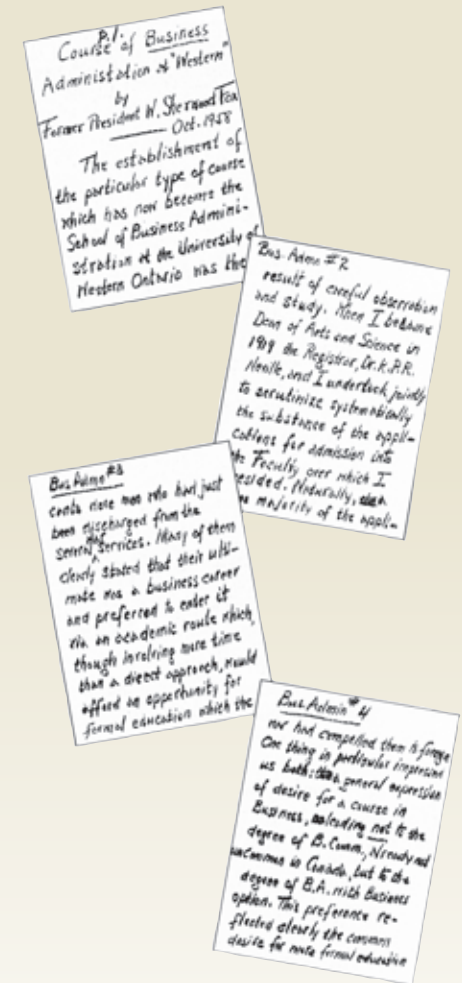 P.1.
Course of Business
Administration at "Western"
by
Former President W. Sherwood Fox
Oct. 1958
The establishment of
the particular type of course
which has now become the
School of Business Admini-
stration at the University of
Western Ontario was the
Bus. Admn #2
result of careful observation
and study. When I became
Dean of Arts and Science in
1919 the Registrar, Dr. K.P.R.
Neville, and I undertook jointly
to scrutinize systematically
the substance of the appli-
cations for admission into
the Faculty over which I
presided. Naturally,
the majority of the appli-
Bus Admn #3
cants were men who had just
been discharged from the
several services. Many of them
clearly stated that their ulti-
mate was a business career
and preferred to enter it
via an academic route which,
though involving more time
than a direct approach, would
afford an opportunity for
formal education which the
Bus. Admin #4
war had compelled them to forego
One thing in particular impressed
us both: general expression
of desire for a course in
Business, leading not to the
degree of B. Comm., already not
uncommon in Canada, but to the
degree of B.A. with Business
option. This preference re-
flected clearly the common
desire for more formal education